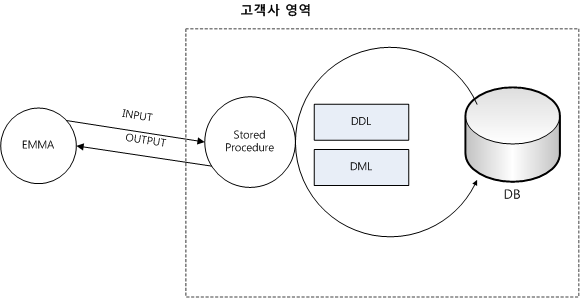 고객사 영역
EMMA
INPUT
OUTPUT
Stored
Procedure
DDL
DML
DB